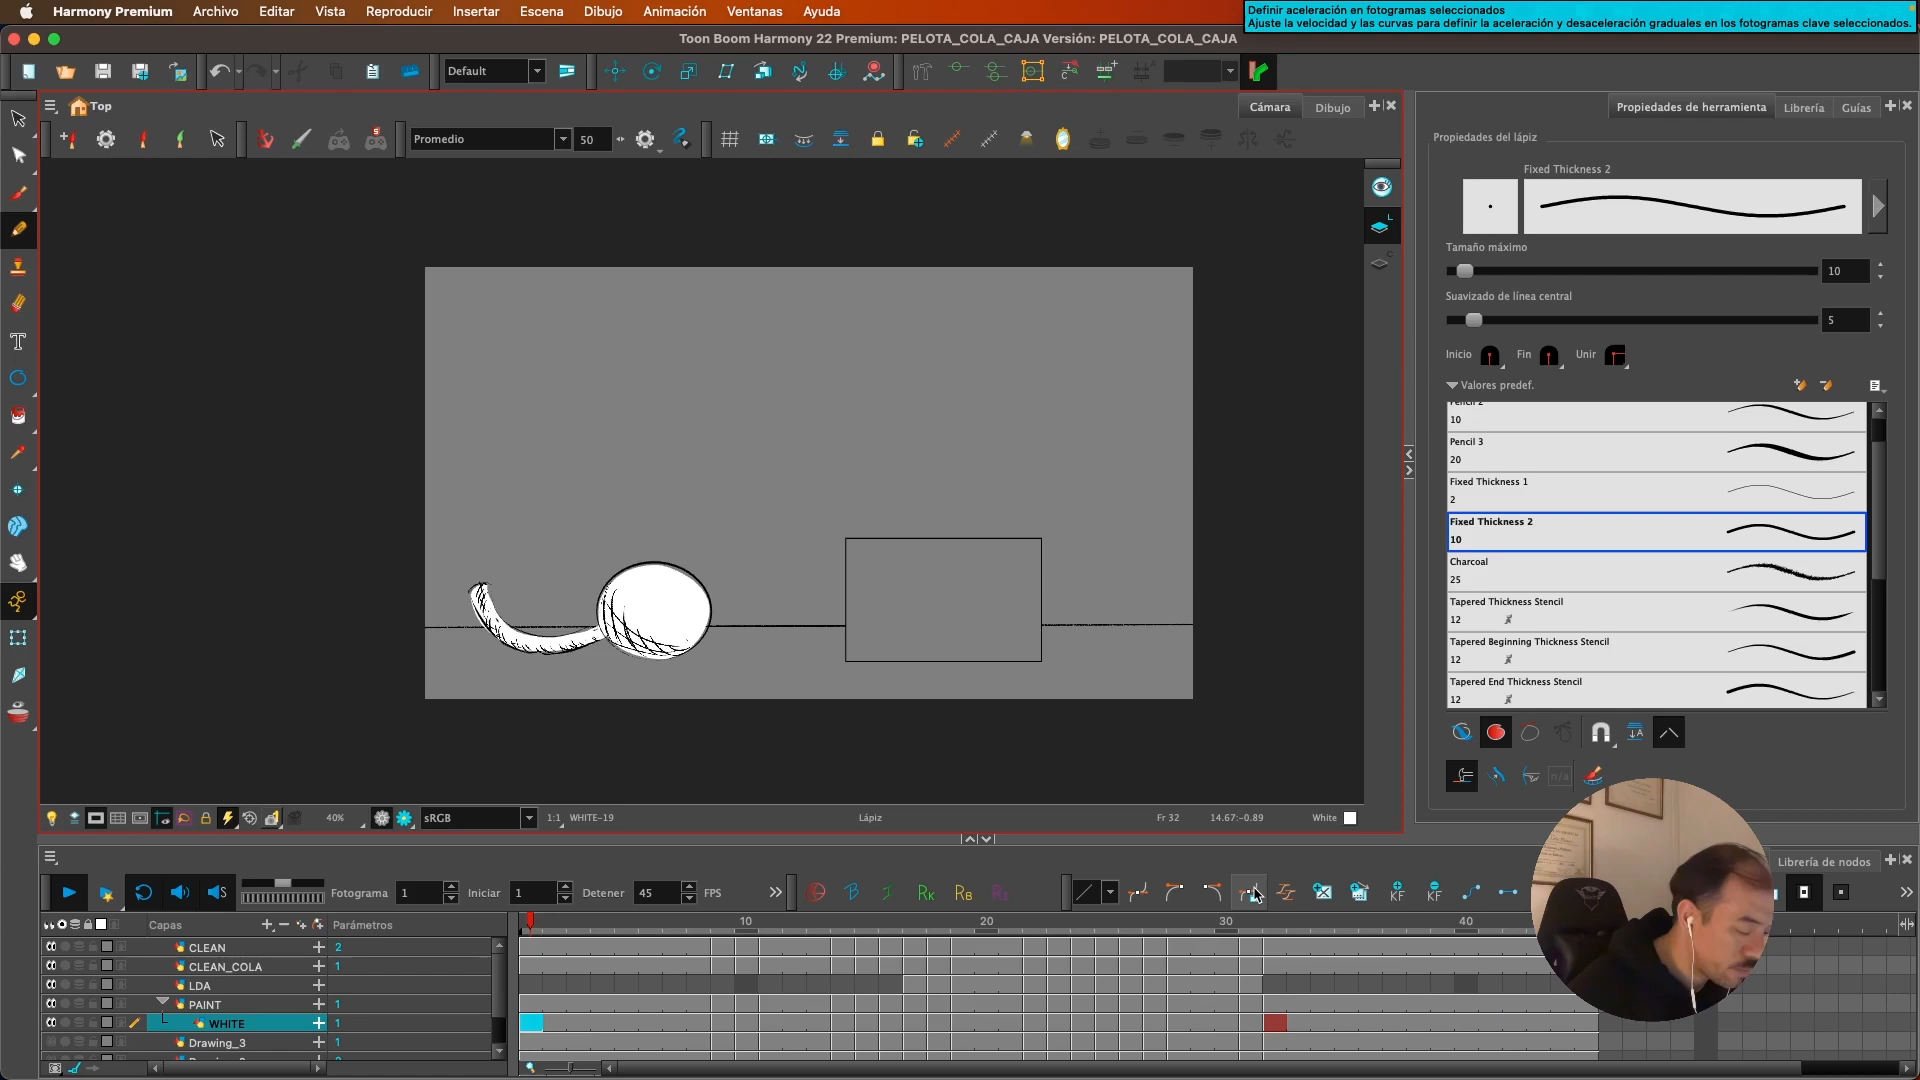 Harmony Premium Archivo Editar Vista Reproducir Insertar Escena Dibujo Animación Ventanas Ayuda
Definir aceleración en fotogramas seleccionados
Ajuste la velocidad y las curvas para definir la aceleración y desaceleración graduales en los fotogramas clave seleccionados.
Toon Boom Harmony 22 Premium: PELOTA_COLA_CAJA Versión: PELOTA_COLA_CAJA
Default
Top
Cámara
Dibujo
Promedio
50
Propiedades de herramienta
Librería
Guías
Propiedades del lápiz
Fixed Thickness 2
Tamaño máximo
10
Suavizado de línea central
5
Inicio
Fin
Unir
Valores predef.
10
Pencil 3
20
Fixed Thickness 1
2
Fixed Thickness 2
10
Charcoal
25
Tapered Thickness Stencil
12
Tapered Beginning Thickness Stencil
12
Tapered End Thickness Stencil
12
n/a
40%
sRGB
1:1
WHITE-19
Lápiz
Fr 32
14.67:-0.89
White
Librería de nodos
Fotograma 1
Iniciar 1
Detener 45
FPS
RK
RB
KF
KF
Capas
Parámetros
10
20
30
40
CLEAN
2
CLEAN_COLA
1
LDA
PAINT
1
WHITE
1
Drawing_3
1